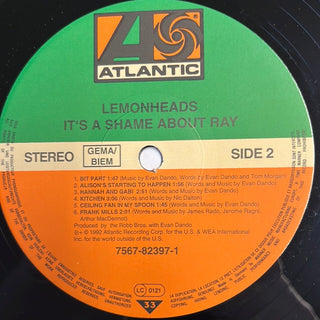 ATLANTIC
LEMONHEADS
IT'S A SHAME ABOUT RAY
STEREO
GEMA/
BIEM
SIDE 2
1. BIT PART 1:47 (Music by Evan Dando, Words by Evan Dando and Tom Morgan)
2. ALISON'S STARTING TO HAPPEN 1:56 (Words and Music by Evan Dando)
3. HANNAH AND GABI 2:39 (Words and Music by Evan Dando)
4. KITCHEN 3:06 (Words and Music by Nic Dalton)
5. CEILING FAN IN MY SPOON 1:45 (Words and Music by Evan Dando)
6. FRANK MILLS 2:31 (Music by James Rado, Jerome Ragni,
Arthur MacDermot)
Produced by the Robb Bros. with Evan Dando
℗ © 1992 Atlantic Recording Corp. for the U.S. & WEA International
Inc. for the world outside of the U.S.
7567-82397-1
LC 0121
33